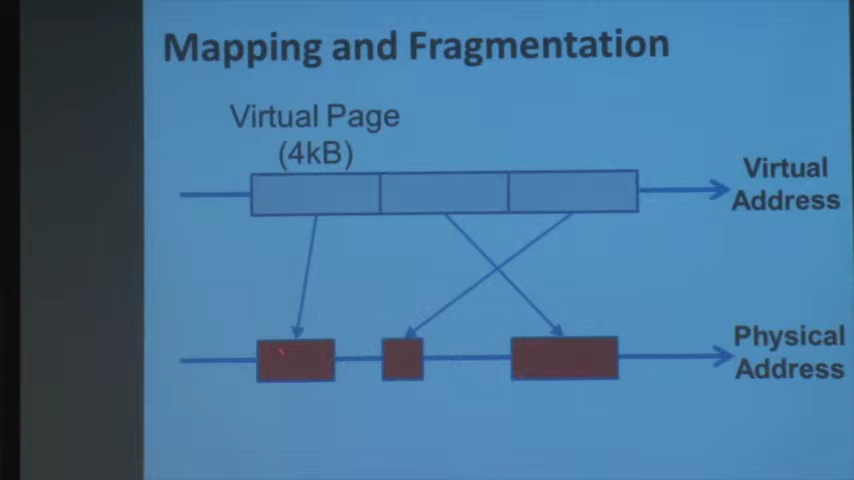 Mapping and Fragmentation
Virtual Page
(4kB)
Virtual
Address
Physical
Address